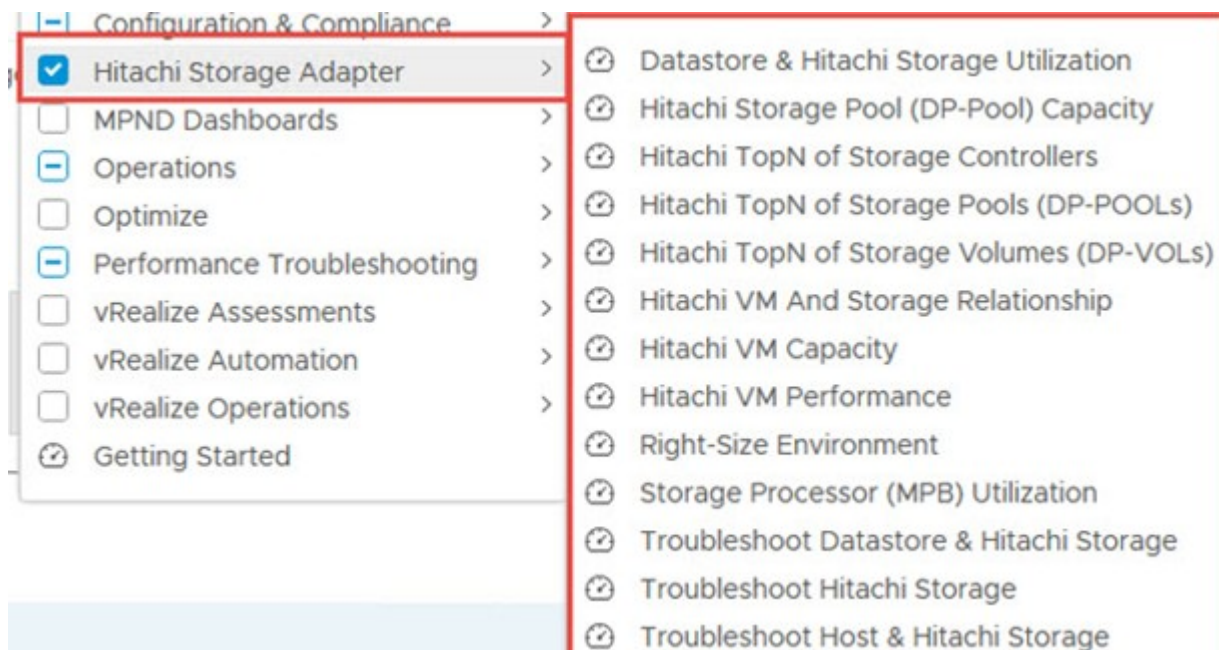 Configuration & Compliance
Hitachi Storage Adapter
MPND Dashboards
Operations
Optimize
Performance Troubleshooting
vRealize Assessments
vRealize Automation
vRealize Operations
Getting Started
Datastore & Hitachi Storage Utilization
Hitachi Storage Pool (DP-Pool) Capacity
Hitachi TopN of Storage Controllers
Hitachi TopN of Storage Pools (DP-POOLs)
Hitachi TopN of Storage Volumes (DP-VOLs)
Hitachi VM And Storage Relationship
Hitachi VM Capacity
Hitachi VM Performance
Right-Size Environment
Storage Processor (MPB) Utilization
Troubleshoot Datastore & Hitachi Storage
Troubleshoot Hitachi Storage
Troubleshoot Host & Hitachi Storage